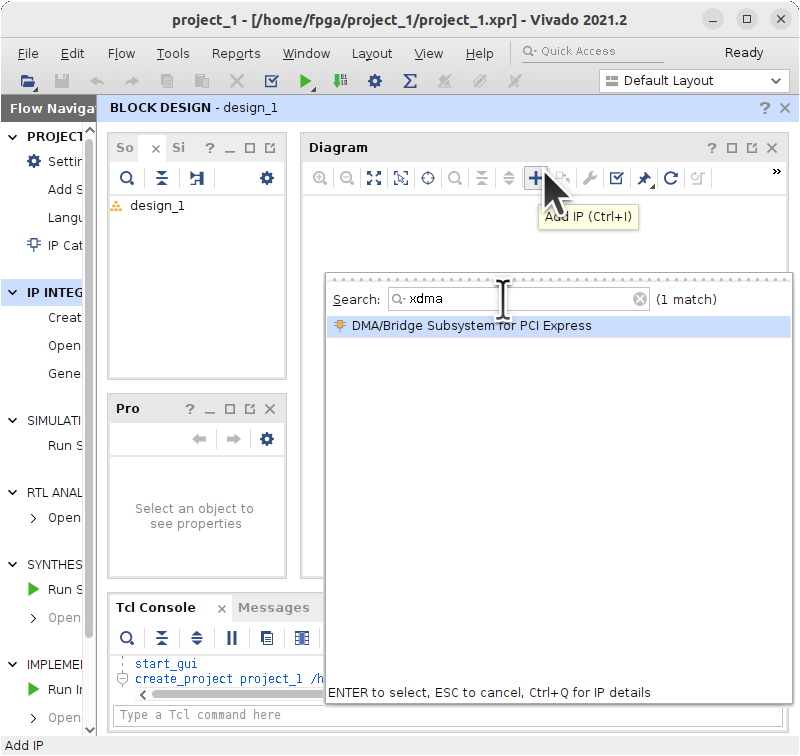 project_1 - [/home/fpga/project_1/project_1.xpr] - Vivado 2021.2
File Edit Flow Tools Reports Window Layout View Help Quick Access Ready
Default Layout
Flow Naviga
BLOCK DESIGN - design_1
PROJECT
Settin
Add S
Langu
IP Cat
IP INTEG
Creat
Open
Gene
SIMULATI
Run S
RTL ANAL
Open
SYNTHES
Run S
Open
IMPLEMEN
Run In
Open
So Si
design_1
Pro
Select an object to
see properties
Diagram
Add IP (Ctrl+I)
Search: xdma (1 match)
DMA/Bridge Subsystem for PCI Express
ENTER to select, ESC to cancel, Ctrl+Q for IP details
Tcl Console Messages
start_gui
create_project project_1 /h
Type a Tcl command here
Add IP